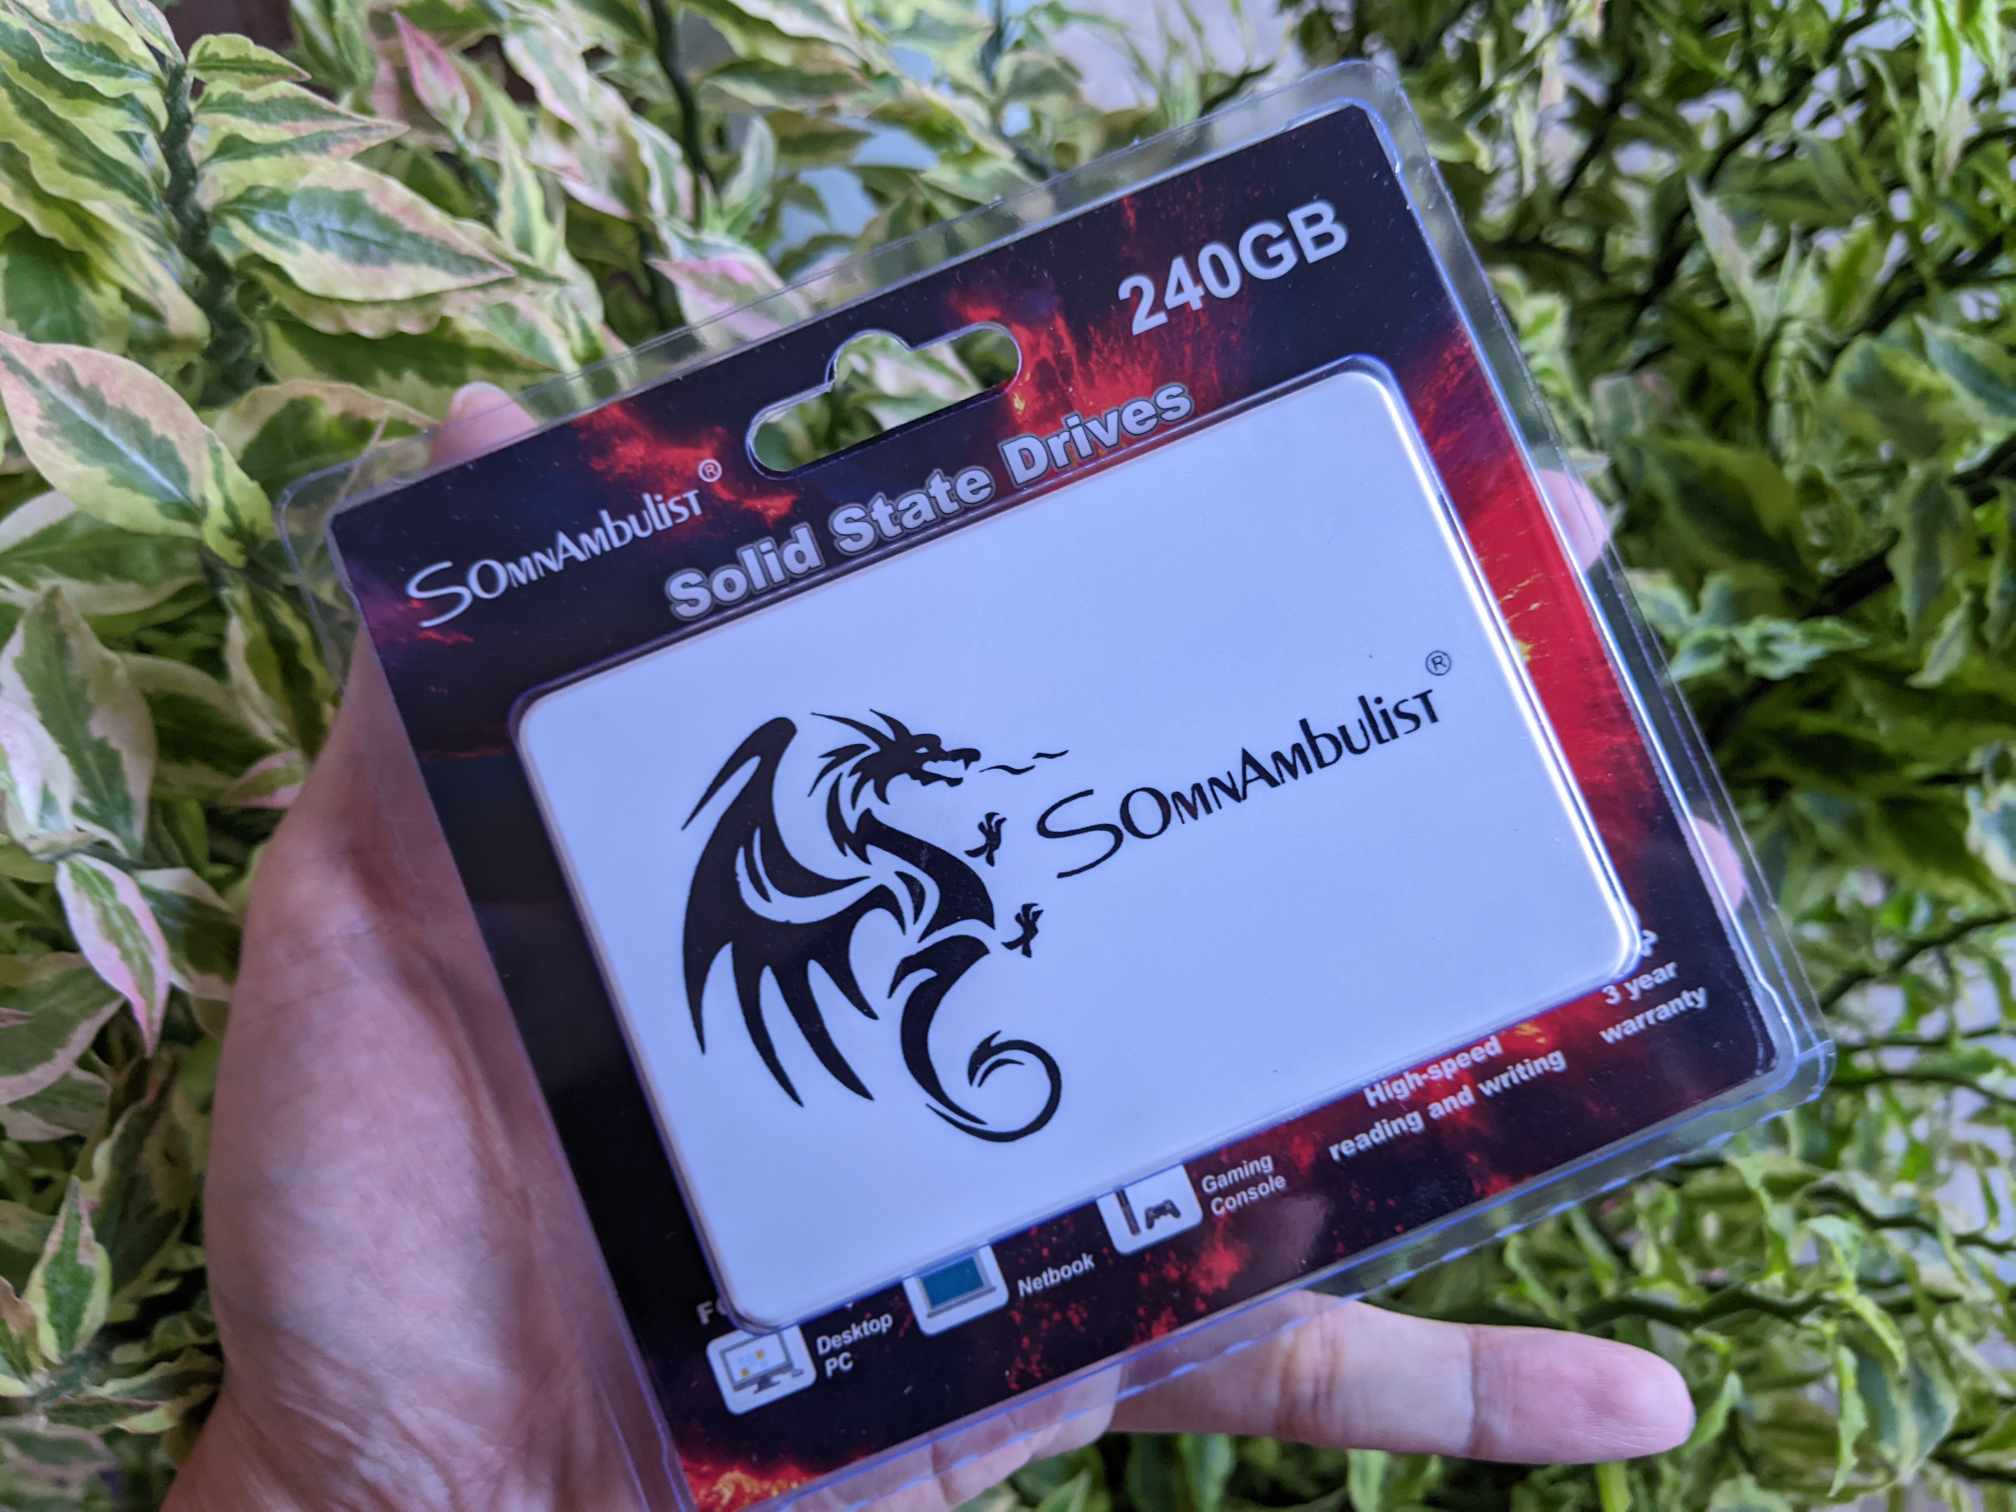 240GB
SOMNAMBULIST®
Solid State Drives
SOMNAMBULIST®
3 year
warranty
High-speed
reading and writing
Gaming
Console
Netbook
Desktop
PC